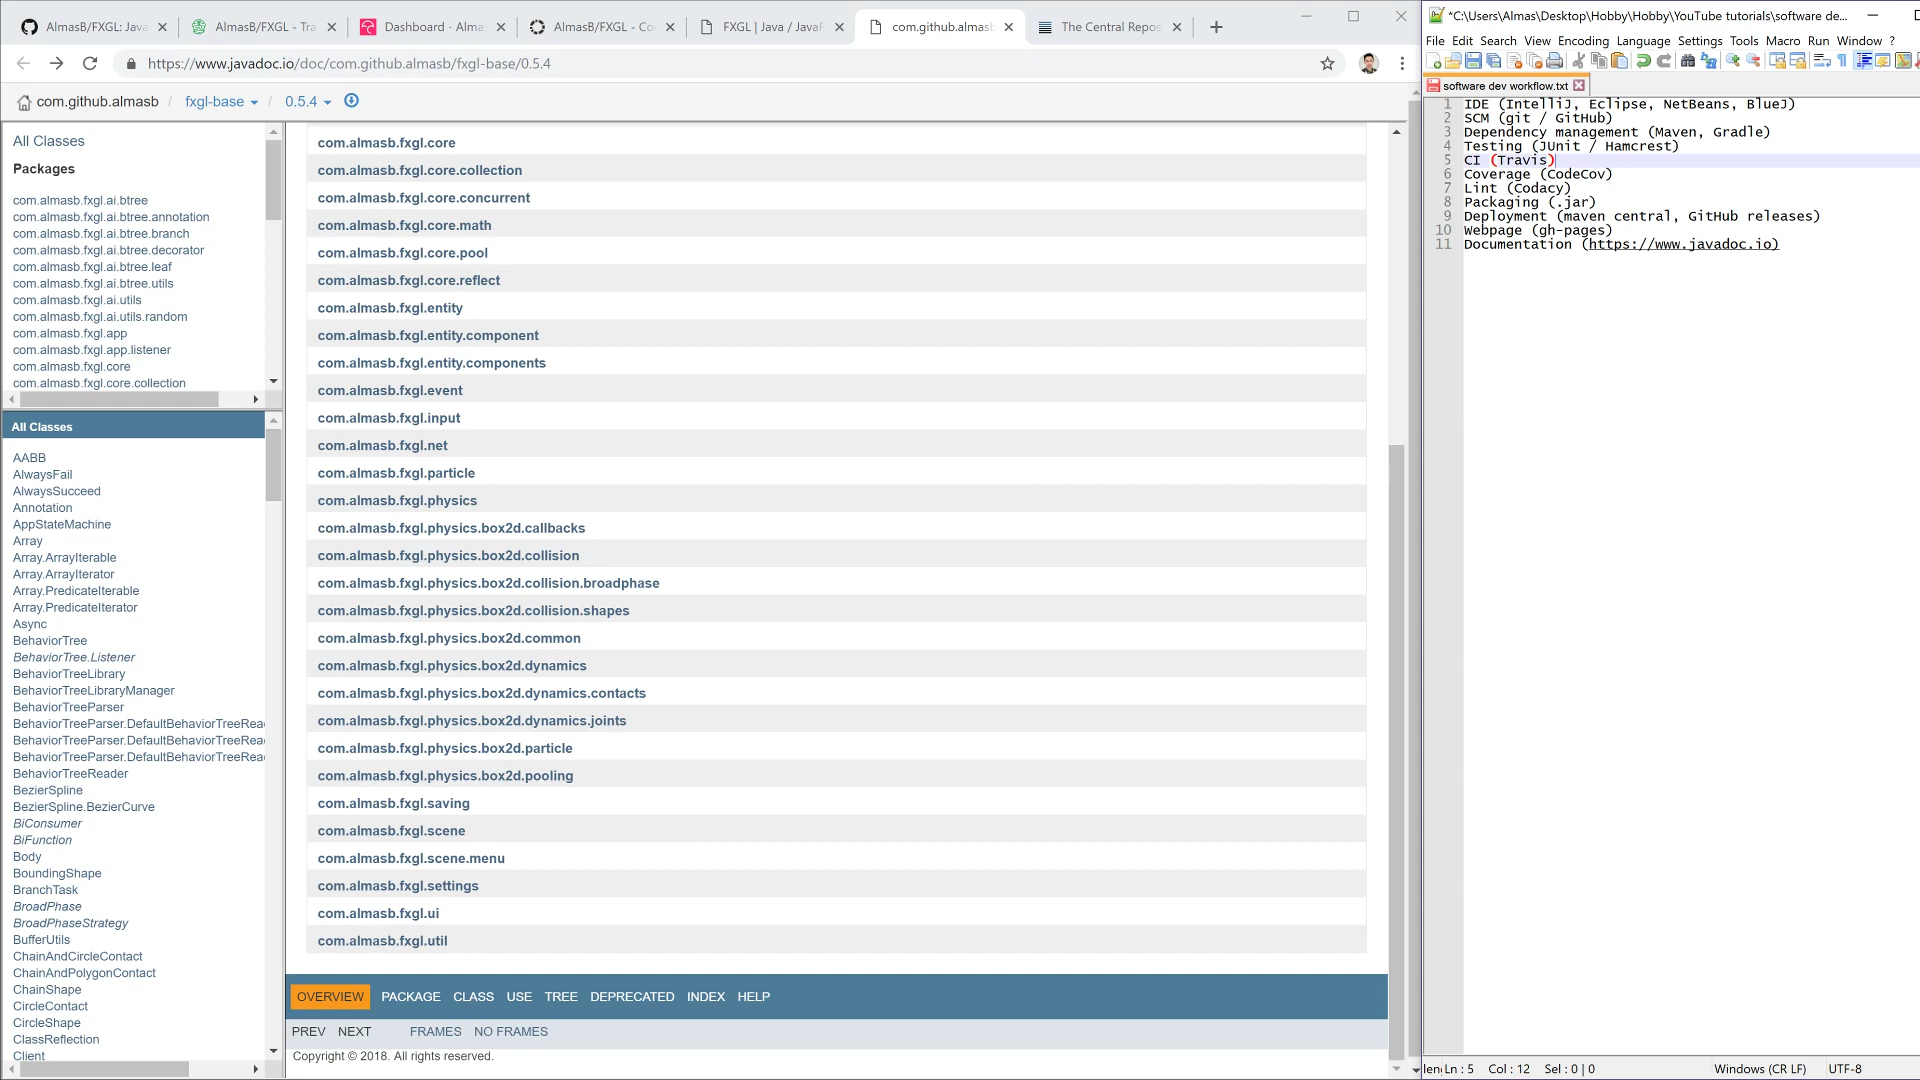 AlmasB/FXGL: Java
AlmasB/FXGL - Tra
Dashboard - Almas
AlmasB/FXGL - Co
FXGL | Java / JavaF
com.github.almasb
The Central Repos
https://www.javadoc.io/doc/com.github.almasb/fxgl-base/0.5.4
com.github.almasb / fxgl-base / 0.5.4
All Classes
Packages
com.almasb.fxgl.ai.btree
com.almasb.fxgl.ai.btree.annotation
com.almasb.fxgl.ai.btree.branch
com.almasb.fxgl.ai.btree.decorator
com.almasb.fxgl.ai.btree.leaf
com.almasb.fxgl.ai.btree.utils
com.almasb.fxgl.ai.utils
com.almasb.fxgl.ai.utils.random
com.almasb.fxgl.app
com.almasb.fxgl.app.listener
com.almasb.fxgl.core
com.almasb.fxgl.core.collection
All Classes
AABB
AlwaysFail
AlwaysSucceed
Annotation
AppStateMachine
Array
Array.ArrayIterable
Array.ArrayIterator
Array.PredicateIterable
Array.PredicateIterator
Async
BehaviorTree
BehaviorTree.Listener
BehaviorTreeLibrary
BehaviorTreeLibraryManager
BehaviorTreeParser
BehaviorTreeParser.DefaultBehaviorTreeRea
BehaviorTreeParser.DefaultBehaviorTreeRea
BehaviorTreeParser.DefaultBehaviorTreeRea
BehaviorTreeReader
BezierSpline
BezierSpline.BezierCurve
BiConsumer
BiFunction
Body
BoundingShape
BranchTask
BroadPhase
BroadPhaseStrategy
BufferUtils
ChainAndCircleContact
ChainAndPolygonContact
ChainShape
CircleContact
CircleShape
ClassReflection
Client
com.almasb.fxgl.core
com.almasb.fxgl.core.collection
com.almasb.fxgl.core.concurrent
com.almasb.fxgl.core.math
com.almasb.fxgl.core.pool
com.almasb.fxgl.core.reflect
com.almasb.fxgl.entity
com.almasb.fxgl.entity.component
com.almasb.fxgl.entity.components
com.almasb.fxgl.event
com.almasb.fxgl.input
com.almasb.fxgl.net
com.almasb.fxgl.particle
com.almasb.fxgl.physics
com.almasb.fxgl.physics.box2d.callbacks
com.almasb.fxgl.physics.box2d.collision
com.almasb.fxgl.physics.box2d.collision.broadphase
com.almasb.fxgl.physics.box2d.collision.shapes
com.almasb.fxgl.physics.box2d.common
com.almasb.fxgl.physics.box2d.dynamics
com.almasb.fxgl.physics.box2d.dynamics.contacts
com.almasb.fxgl.physics.box2d.dynamics.joints
com.almasb.fxgl.physics.box2d.particle
com.almasb.fxgl.physics.box2d.pooling
com.almasb.fxgl.saving
com.almasb.fxgl.scene
com.almasb.fxgl.scene.menu
com.almasb.fxgl.settings
com.almasb.fxgl.ui
com.almasb.fxgl.util
OVERVIEW PACKAGE CLASS USE TREE DEPRECATED INDEX HELP
PREV NEXT FRAMES NO FRAMES
Copyright © 2018. All rights reserved.
*C:\Users\Almas\Desktop\Hobby\Hobby\YouTube tutorials\software de...
File Edit Search View Encoding Language Settings Tools Macro Run Window ?
software dev workflow.txt
1 IDE (IntelliJ, Eclipse, NetBeans, BlueJ)
2 SCM (git / GitHub)
3 Dependency management (Maven, Gradle)
4 Testing (JUnit / Hamcrest)
5 CI (Travis)
6 Coverage (CodeCov)
7 Lint (Codacy)
8 Packaging (.jar)
9 Deployment (maven central, GitHub releases)
10 Webpage (gh-pages)
11 Documentation (https://www.javadoc.io)
Ln : 5 Col : 12 Sel : 0 | 0 Windows (CR LF) UTF-8